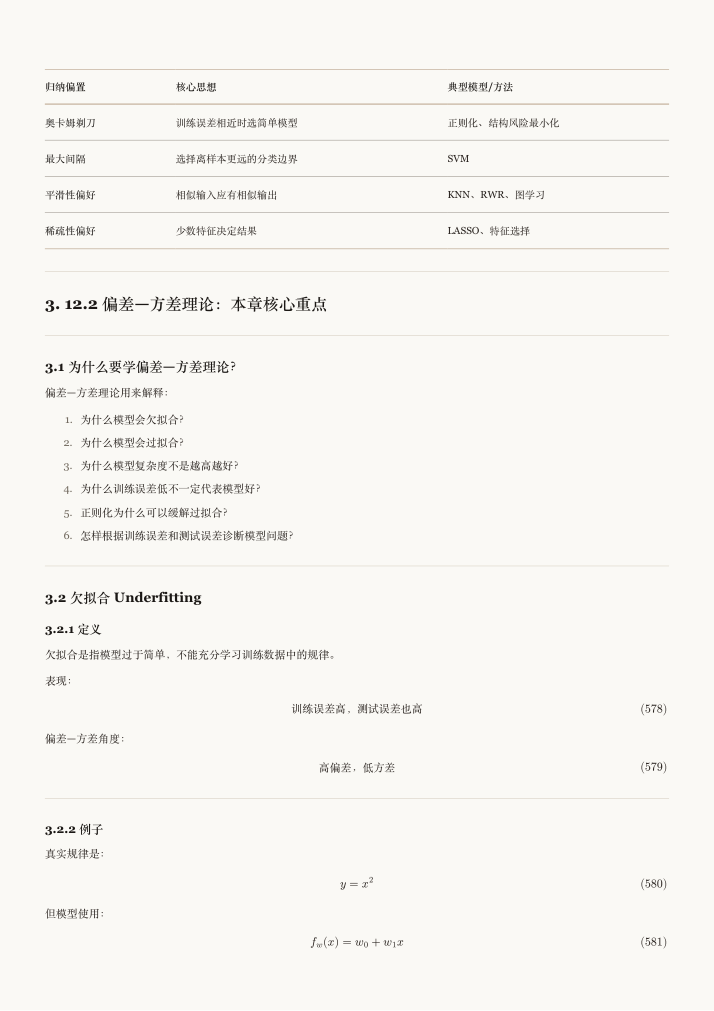 归纳偏置 核心思想 典型模型/方法
奥卡姆剃刀 训练误差相近时选简单模型 正则化、结构风险最小化
最大间隔 选择离样本更远的分类边界 SVM
平滑性偏好 相似输入应有相似输出 KNN、RWR、图学习
稀疏性偏好 少数特征决定结果 LASSO、特征选择
3. 12.2 偏差—方差理论：本章核心重点
3.1 为什么要学偏差—方差理论？
偏差—方差理论用来解释：
1. 为什么模型会欠拟合？
2. 为什么模型会过拟合？
3. 为什么模型复杂度不是越高越好？
4. 为什么训练误差低不一定代表模型好？
5. 正则化为什么可以缓解过拟合？
6. 怎样根据训练误差和测试误差诊断模型问题？
3.2 欠拟合 Underfitting
3.2.1 定义
欠拟合是指模型过于简单，不能充分学习训练数据中的规律。
表现：
训练误差高，测试误差也高 (578)
偏差—方差角度：
高偏差，低方差 (579)
3.2.2 例子
真实规律是：
y = x² (580)
但模型使用：
f_w(x) = w₀ + w₁x (581)